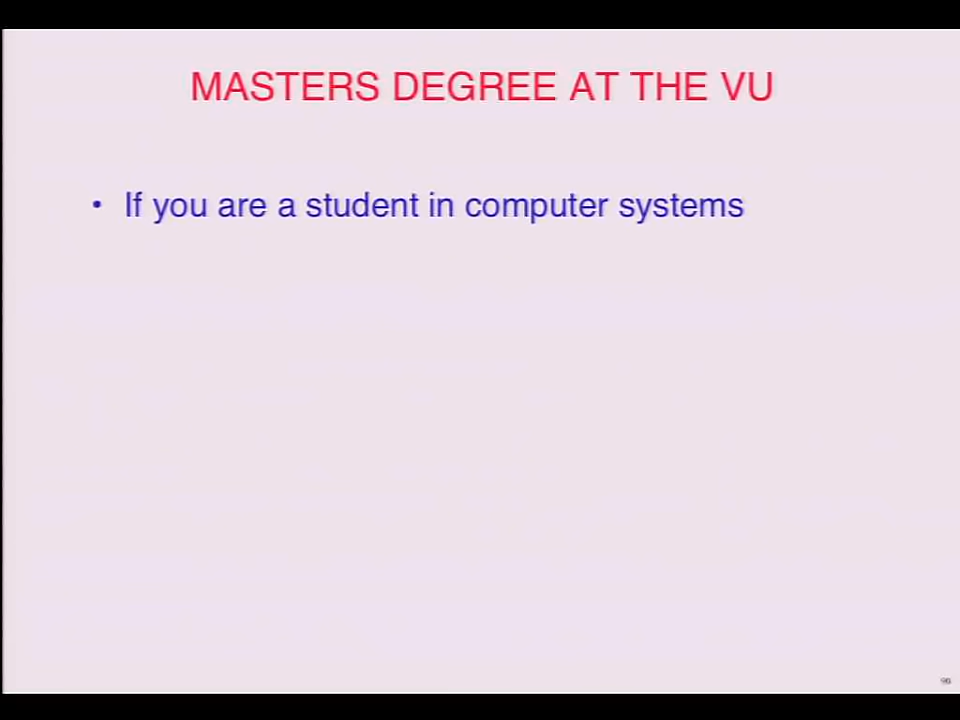 MASTERS DEGREE AT THE VU
• If you are a student in computer systems